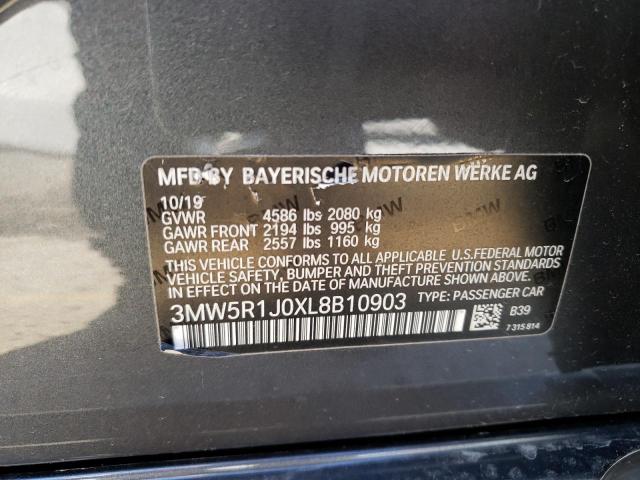 MFD BY BAYERISCHE MOTOREN WERKE AG
10/19
GVWR 4586 lbs 2080 kg
GAWR FRONT 2194 lbs 995 kg
GAWR REAR 2557 lbs 1160 kg
THIS VEHICLE CONFORMS TO ALL APPLICABLE U.S.FEDERAL MOTOR
VEHICLE SAFETY, BUMPER AND THEFT PREVENTION STANDARDS
IN EFFECT ON THE DATE OF MANUFACTURE SHOWN ABOVE.
3MW5R1J0XL8B10903 TYPE: PASSENGER CAR
B39
7 315 814